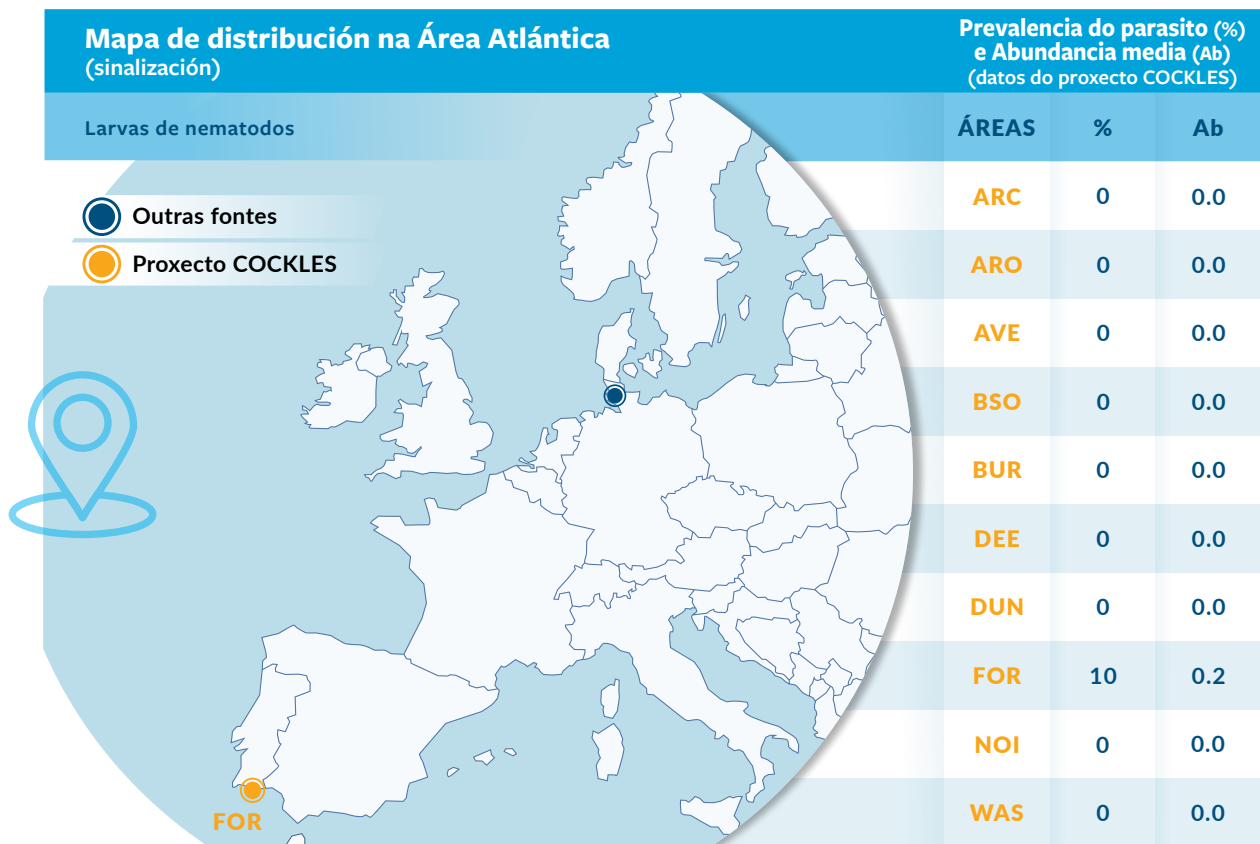 Mapa de distribución na Área Atlántica
(sinalización)
Prevalencia do parasito (%)
e Abundancia media (Ab)
(datos do proxecto COCKLES)
Larvas de nematodos
ÁREAS % Ab
Outras fontes
Proxecto COCKLES
ARC 0 0.0
ARO 0 0.0
AVE 0 0.0
BSO 0 0.0
BUR 0 0.0
DEE 0 0.0
DUN 0 0.0
FOR 10 0.2
NOI 0 0.0
WAS 0 0.0
FOR